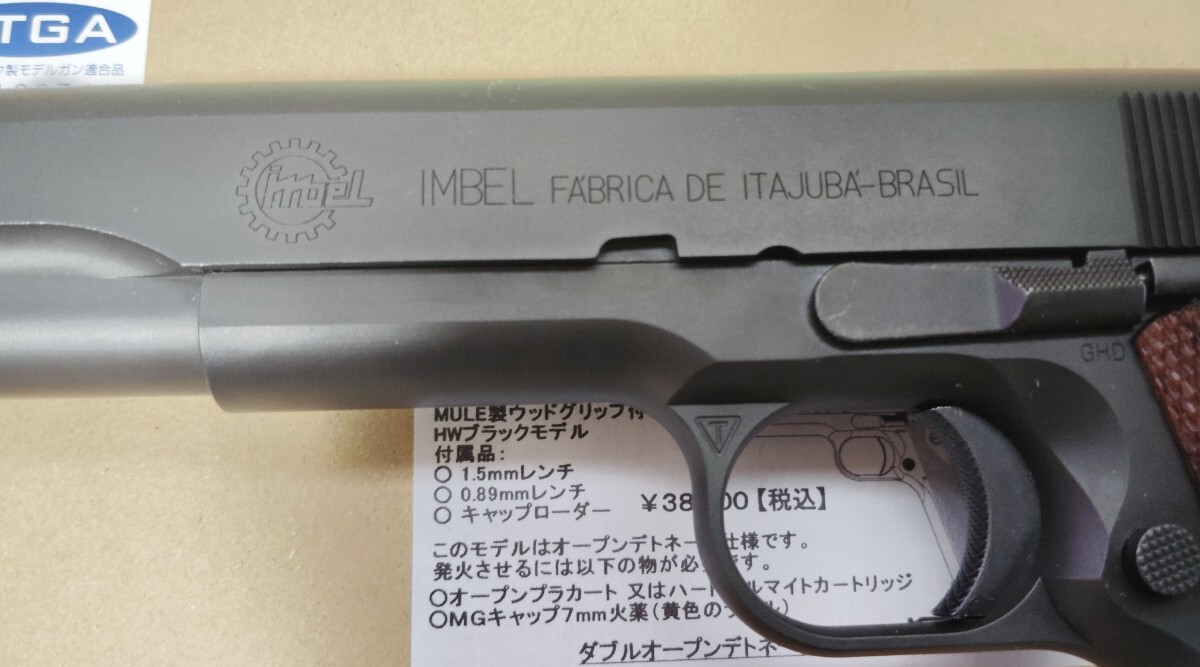 TGA
ク製モデルガン適合品
imbel
IMBEL FÁBRICA DE ITAJUBÁ-BRASIL
GHD
T
MULE製ウッドグリップ付
HWブラックモデル
付属品:
○ 1.5mmレンチ
○ 0.89mmレンチ
○ キャップローダー ¥38 00【税込】
このモデルはオープンデトネー 仕様です。
発火させるには以下の物が必 です。
○オープンプラカート 又はハー ルマイトカートリッジ
○MGキャップ7mm火薬(黄色の ル)
ダブルオープンデトネー